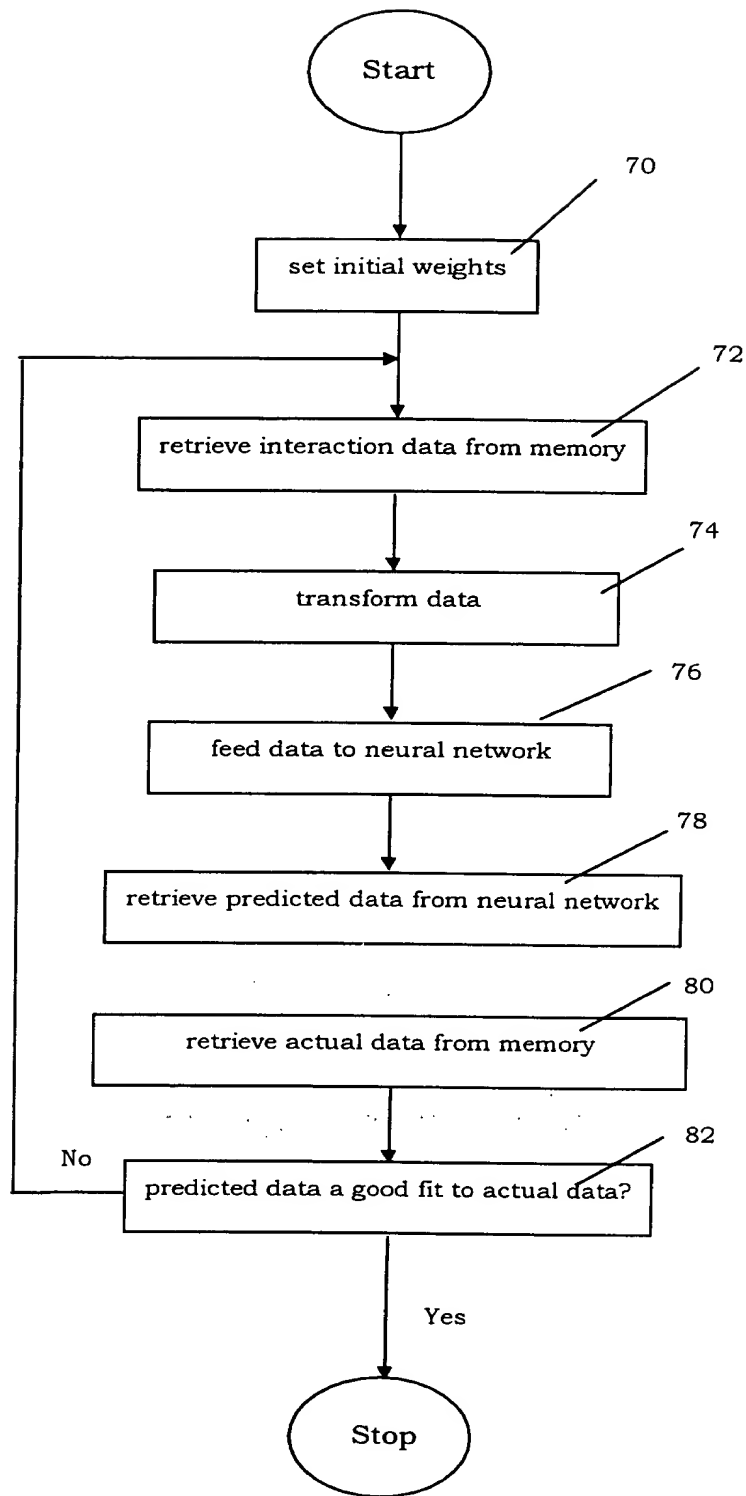 Start
70
set initial weights
72
retrieve interaction data from memory
74
transform data
76
feed data to neural network
78
retrieve predicted data from neural network
80
retrieve actual data from memory
82
No
predicted data a good fit to actual data?
Yes
Stop